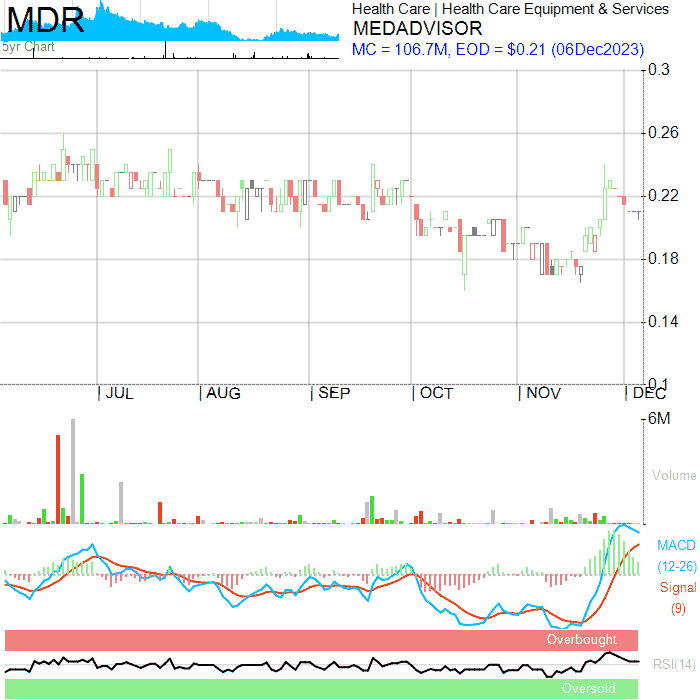 MDR
5yr Chart
Health Care | Health Care Equipment & Services
MEDADVISOR
MC = 106.7M, EOD = $0.21 (06Dec2023)
0.3
0.26
0.22
0.18
0.14
0.1
JUL
AUG
SEP
OCT
NOV
DEC
6M
Volume
MACD
(12-26)
Signal
(9)
Overbought
RSI(14)
Oversold